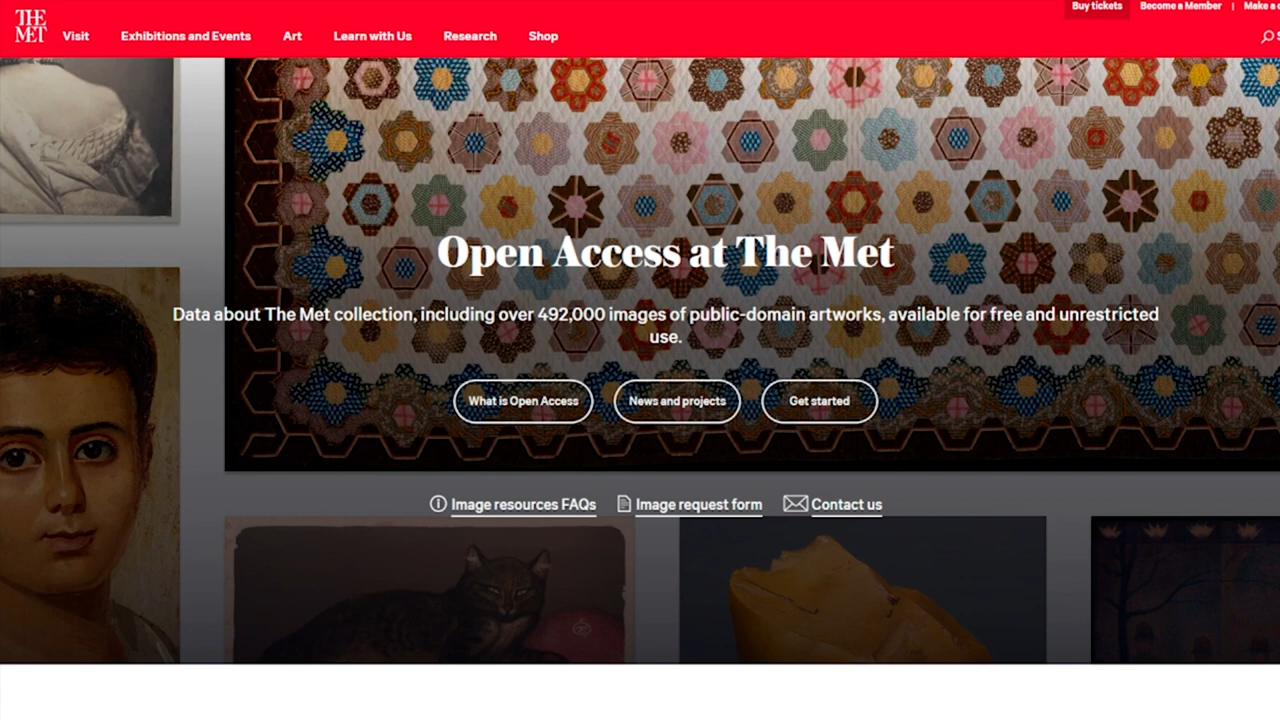 THE
MET
Buy tickets Become a Member | Make a
Visit Exhibitions and Events Art Learn with Us Research Shop
Open Access at The Met
Data about The Met collection, including over 492,000 images of public-domain artworks, available for free and unrestricted
use.
What is Open Access News and projects Get started
Image resources FAQs Image request form Contact us